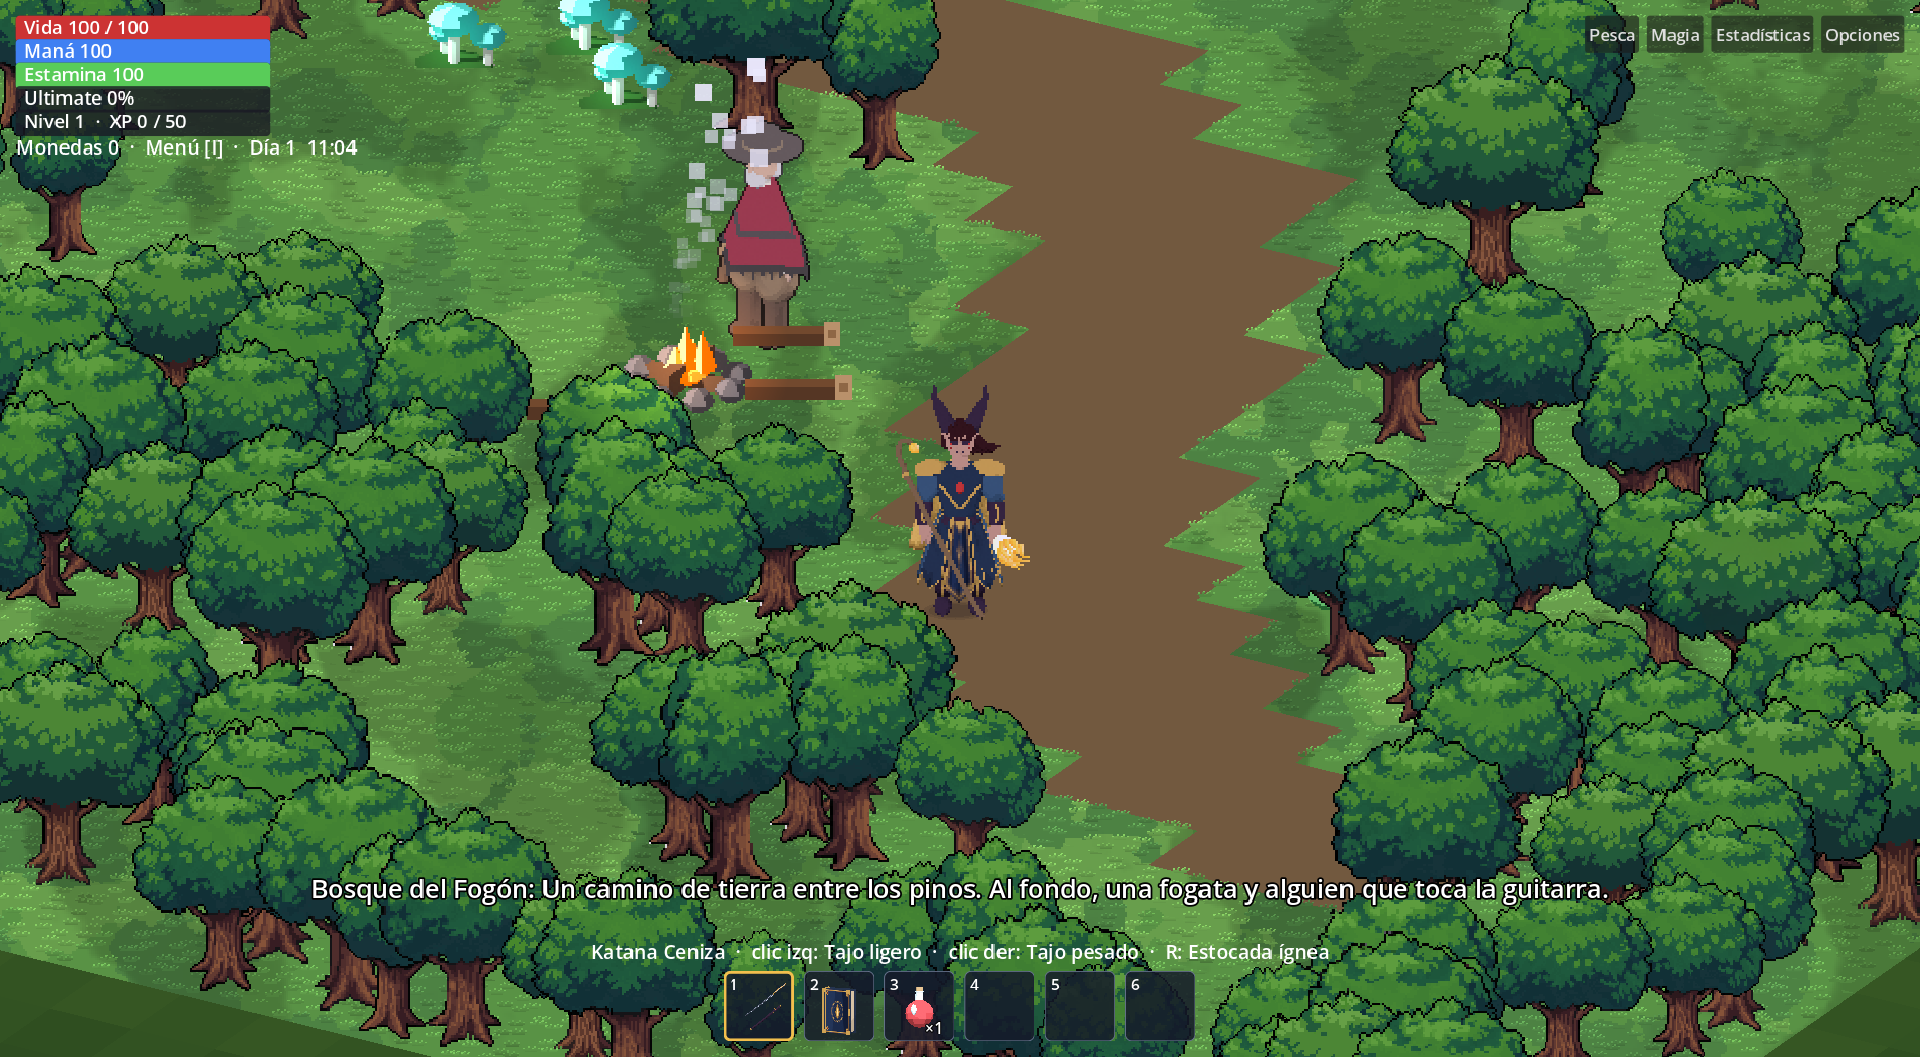 Vida 100 / 100
Maná 100
Estamina 100
Ultimate 0%
Nivel 1 · XP 0 / 50
Monedas 0 · Menú [I] · Día 1 11:04
Pesca Magia Estadísticas Opciones
Bosque del Fogón: Un camino de tierra entre los pinos. Al fondo, una fogata y alguien que toca la guitarra.
Katana Ceniza · clic izq: Tajo ligero · clic der: Tajo pesado · R: Estocada ígnea
1 2 3 4 5 6
×1